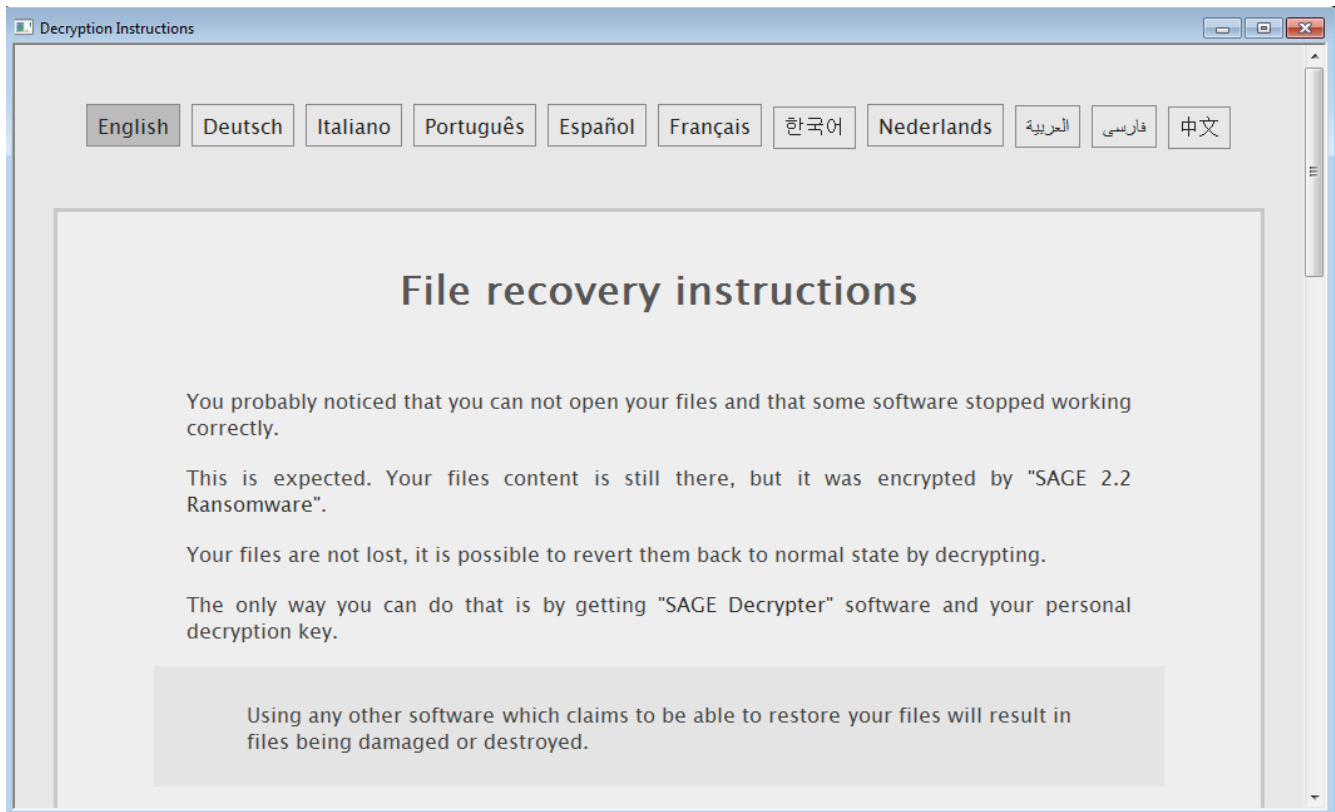 Decryption Instructions
English Deutsch Italiano Português Español Français 한국어 Nederlands العربية فارسی 中文
File recovery instructions
You probably noticed that you can not open your files and that some software stopped working
correctly.
This is expected. Your files content is still there, but it was encrypted by "SAGE 2.2
Ransomware".
Your files are not lost, it is possible to revert them back to normal state by decrypting.
The only way you can do that is by getting "SAGE Decrypter" software and your personal
decryption key.
Using any other software which claims to be able to restore your files will result in
files being damaged or destroyed.